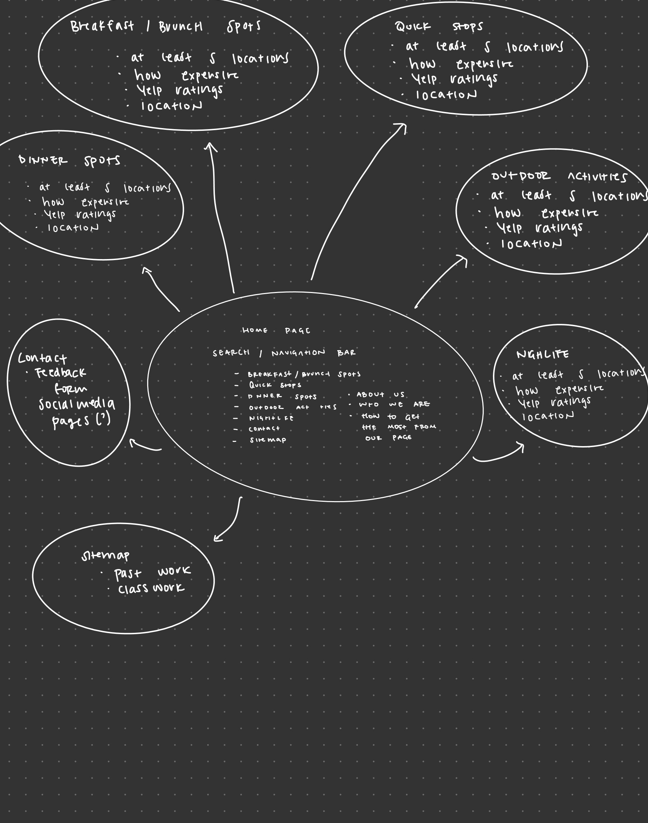 Breakfast / Brunch Spots
· at least 5 locations
· how expensive
· Yelp ratings
· location
Quick Stops
· at least 5 locations
· how expensive
· Yelp ratings
· location
DINNER SPOTS
· at least 5 locations
· how expensive
· Yelp ratings
· location
OUTDOOR ACTIVITIES
· at least 5 locations
· how expensive
· Yelp ratings
· location
HOME PAGE
SEARCH / NAVIGATION BAR
- BREAKFAST/BRUNCH SPOTS
- Quick stops
- DINNER SPOTS
- OUTDOOR ACT TIES
- NIGHTLIFE
- CONTACT
- Sitemap
· ABOUT US
· WHO WE ARE
· HOW TO GET
THE MOST FROM
OUR PAGE
Contact
· Feedback
form
Social media
pages (?)
NIGHLIFE
· at least 5 locations
· how expensive
Yelp ratings
location
Sitemap
· past work
· classwork